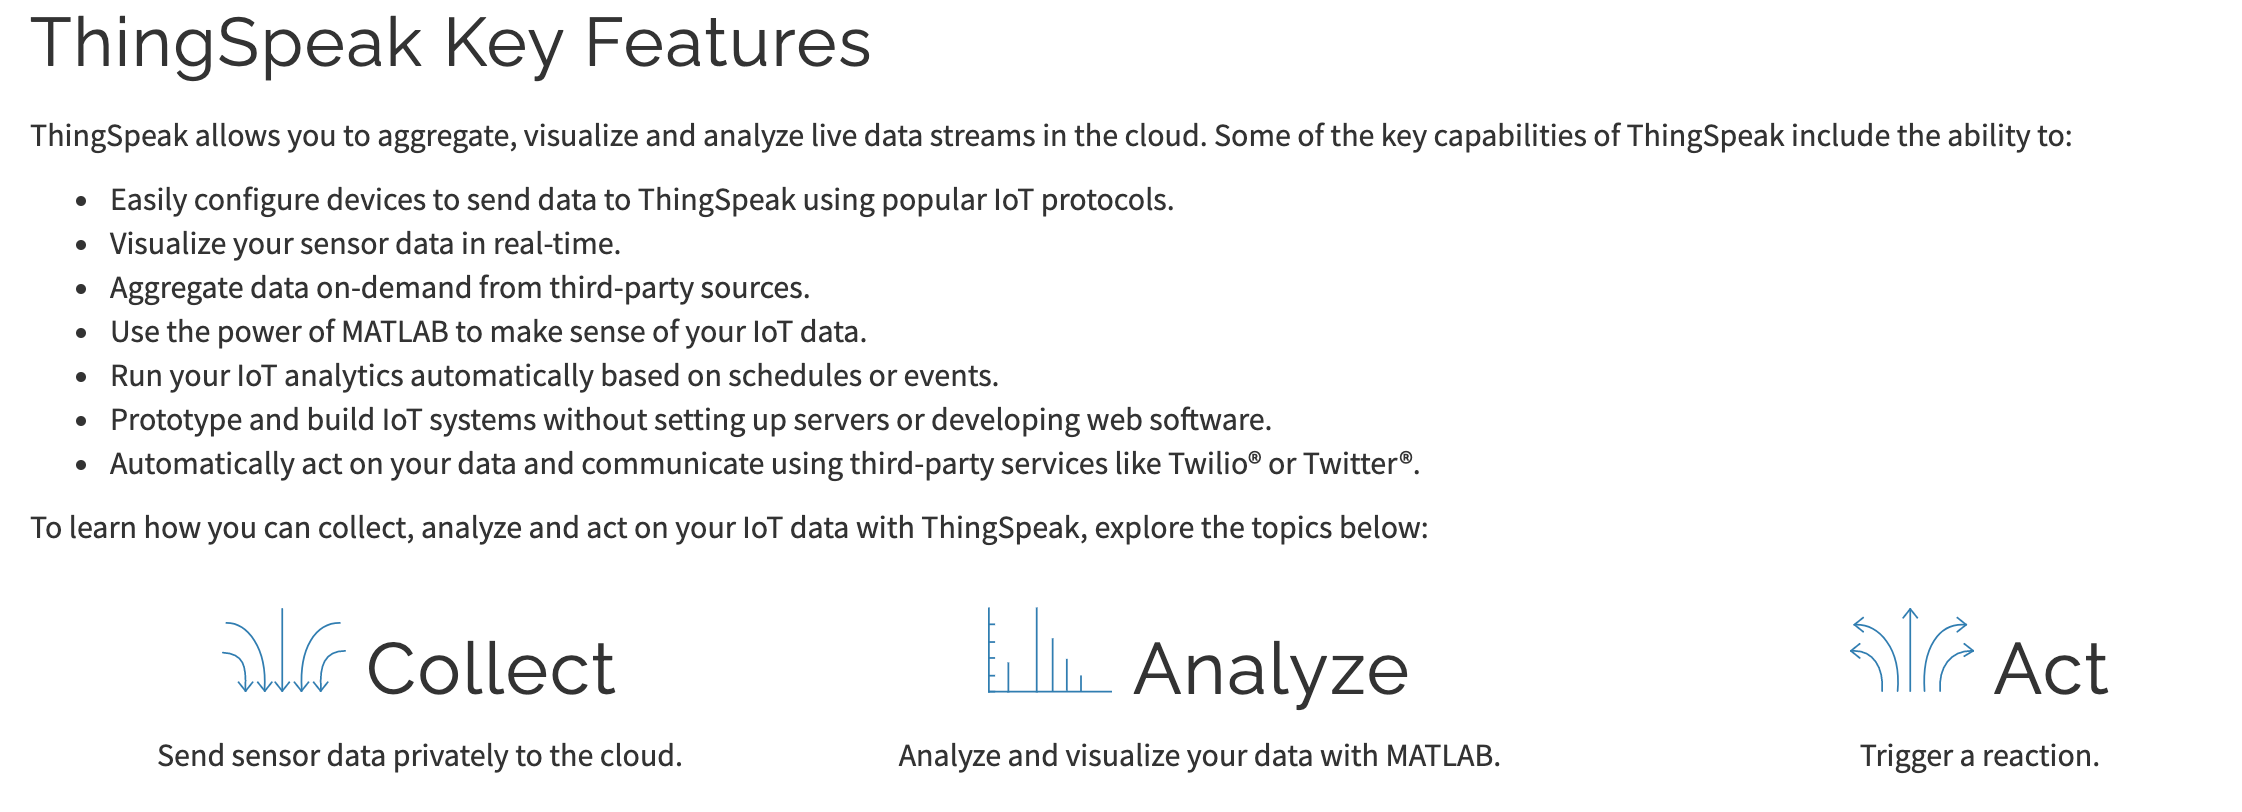 ThingSpeak Key Features
ThingSpeak allows you to aggregate, visualize and analyze live data streams in the cloud. Some of the key capabilities of ThingSpeak include the ability to:
• Easily configure devices to send data to ThingSpeak using popular IoT protocols.
• Visualize your sensor data in real-time.
• Aggregate data on-demand from third-party sources.
• Use the power of MATLAB to make sense of your IoT data.
• Run your IoT analytics automatically based on schedules or events.
• Prototype and build IoT systems without setting up servers or developing web software.
• Automatically act on your data and communicate using third-party services like Twilio® or Twitter®.
To learn how you can collect, analyze and act on your IoT data with ThingSpeak, explore the topics below:
Collect
Send sensor data privately to the cloud.
Analyze
Analyze and visualize your data with MATLAB.
Act
Trigger a reaction.